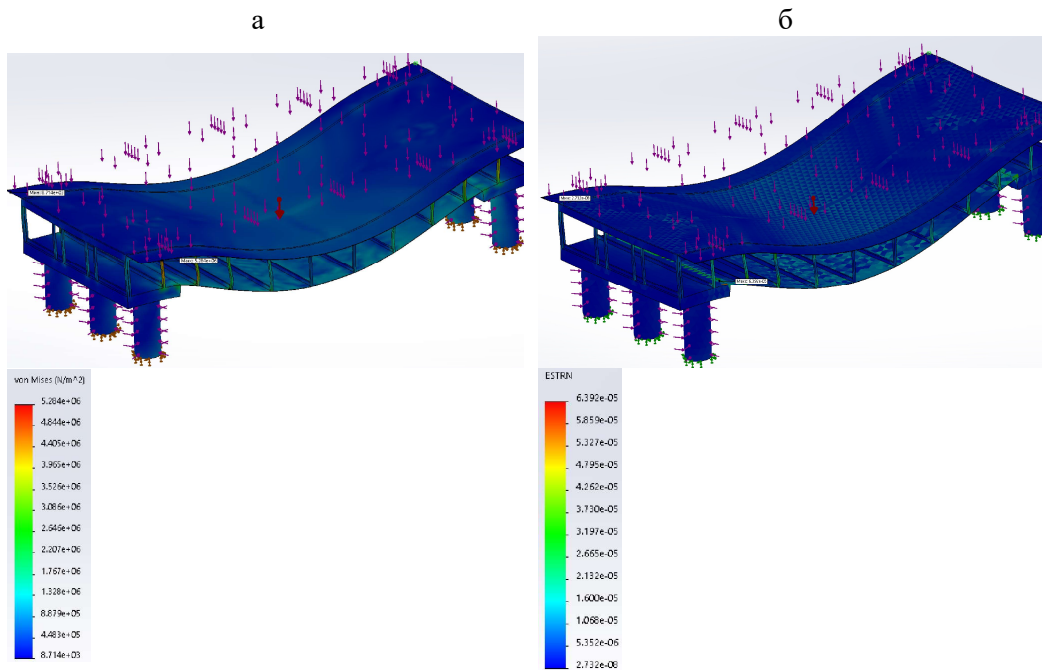 а
б
von Mises (N/m^2)
5.284e+06
4.844e+06
4.405e+06
3.965e+06
3.526e+06
3.086e+06
2.646e+06
2.207e+06
1.767e+06
1.328e+06
8.879e+05
4.483e+05
8.714e+03
ESTRN
6.392e-05
5.859e-05
5.327e-05
4.795e-05
4.262e-05
3.730e-05
3.197e-05
2.665e-05
2.132e-05
1.600e-05
1.068e-05
5.352e-06
2.732e-08